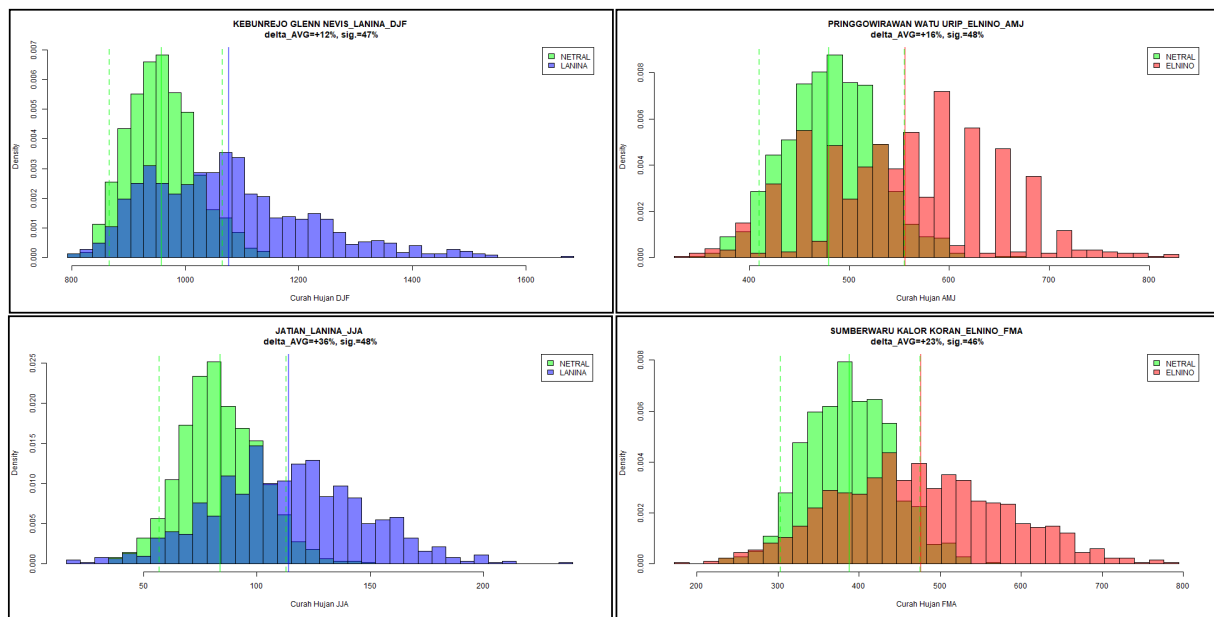 KEBUNREJO GLENN NEVIS_LANINA_DJF
delta_AVG=+12%, sig.=47%
NETRAL
LANINA
Density
0.000 0.001 0.002 0.003 0.004 0.005 0.006 0.007
800 1000 1200 1400 1600
Curah Hujan DJF
PRINGGOWIRAWAN WATU URIP_ELNINO_AMJ
delta_AVG=+16%, sig.=48%
NETRAL
ELNINO
Density
0.000 0.002 0.004 0.006 0.008
400 500 600 700 800
Curah Hujan AMJ
JATIAN_LANINA_JJA
delta_AVG=+36%, sig.=48%
NETRAL
LANINA
Density
0.000 0.005 0.010 0.015 0.020 0.025
50 100 150 200
Curah Hujan JJA
SUMBERWARU KALOR KORAN_ELNINO_FMA
delta_AVG=+23%, sig.=46%
NETRAL
ELNINO
Density
0.000 0.002 0.004 0.006 0.008
200 300 400 500 600 700 800
Curah Hujan FMA